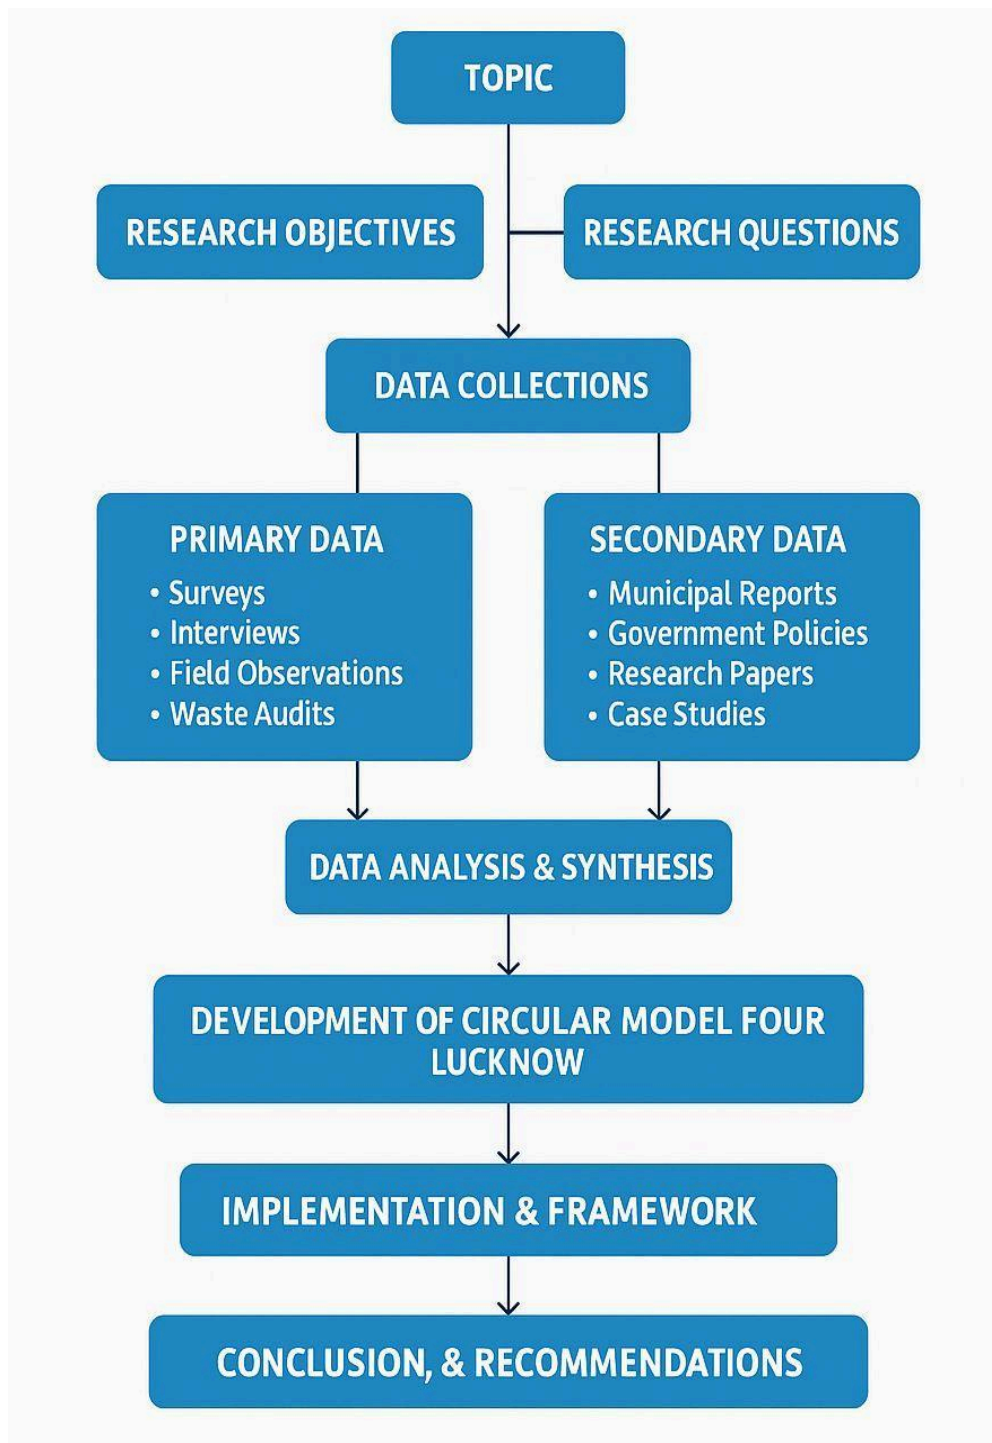 TOPIC
RESEARCH OBJECTIVES
RESEARCH QUESTIONS
DATA COLLECTIONS
PRIMARY DATA
• Surveys
• Interviews
• Field Observations
• Waste Audits
SECONDARY DATA
• Municipal Reports
• Government Policies
• Research Papers
• Case Studies
DATA ANALYSIS & SYNTHESIS
DEVELOPMENT OF CIRCULAR MODEL FOUR
LUCKNOW
IMPLEMENTATION & FRAMEWORK
CONCLUSION, & RECOMMENDATIONS